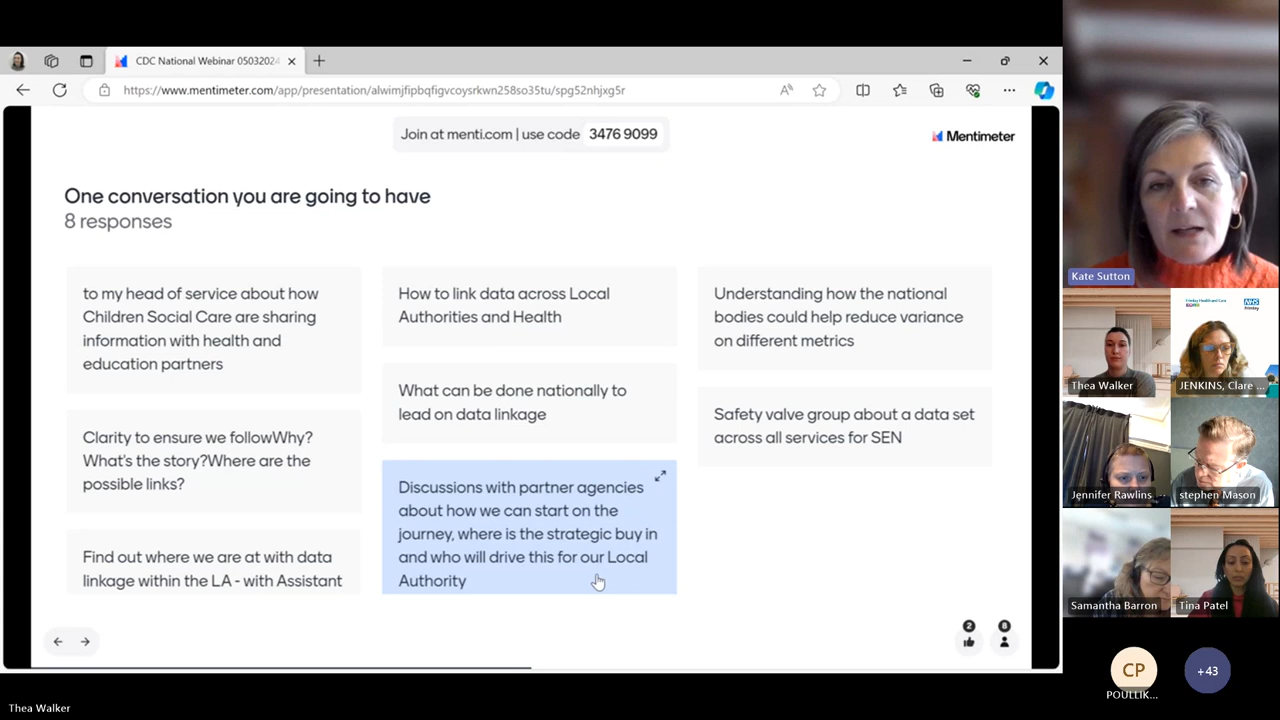 CDC National Webinar 05032024
https://www.mentimeter.com/app/presentation/alwimjfipbqfigvcoysrkwn258so35tu/spg52nhjxg5r
Join at menti.com | use code 3476 9099
Mentimeter
One conversation you are going to have
8 responses
to my head of service about how
Children Social Care are sharing
information with health and
education partners
Clarity to ensure we followWhy?
What's the story?Where are the
possible links?
Find out where we are at with data
linkage within the LA - with Assistant
How to link data across Local
Authorities and Health
What can be done nationally to
lead on data linkage
Discussions with partner agencies
about how we can start on the
journey, where is the strategic buy in
and who will drive this for our Local
Authority
Understanding how the national
bodies could help reduce variance
on different metrics
Safety valve group about a data set
across all services for SEN
2
8
Kate Sutton
Thea Walker
JENKINS, Clare ...
NHS
Jennifer Rawlins ...
stephen Mason
Samantha Barron
Tina Patel
CP
POULLIK...
+43
Thea Walker